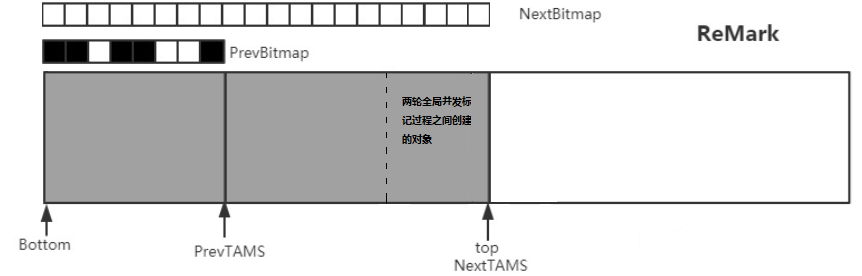 NextBitmap
ReMark
PrevBitmap
两轮全局并发标
记过程之间创建
的对象
Bottom
PrevTAMS
top
NextTAMS